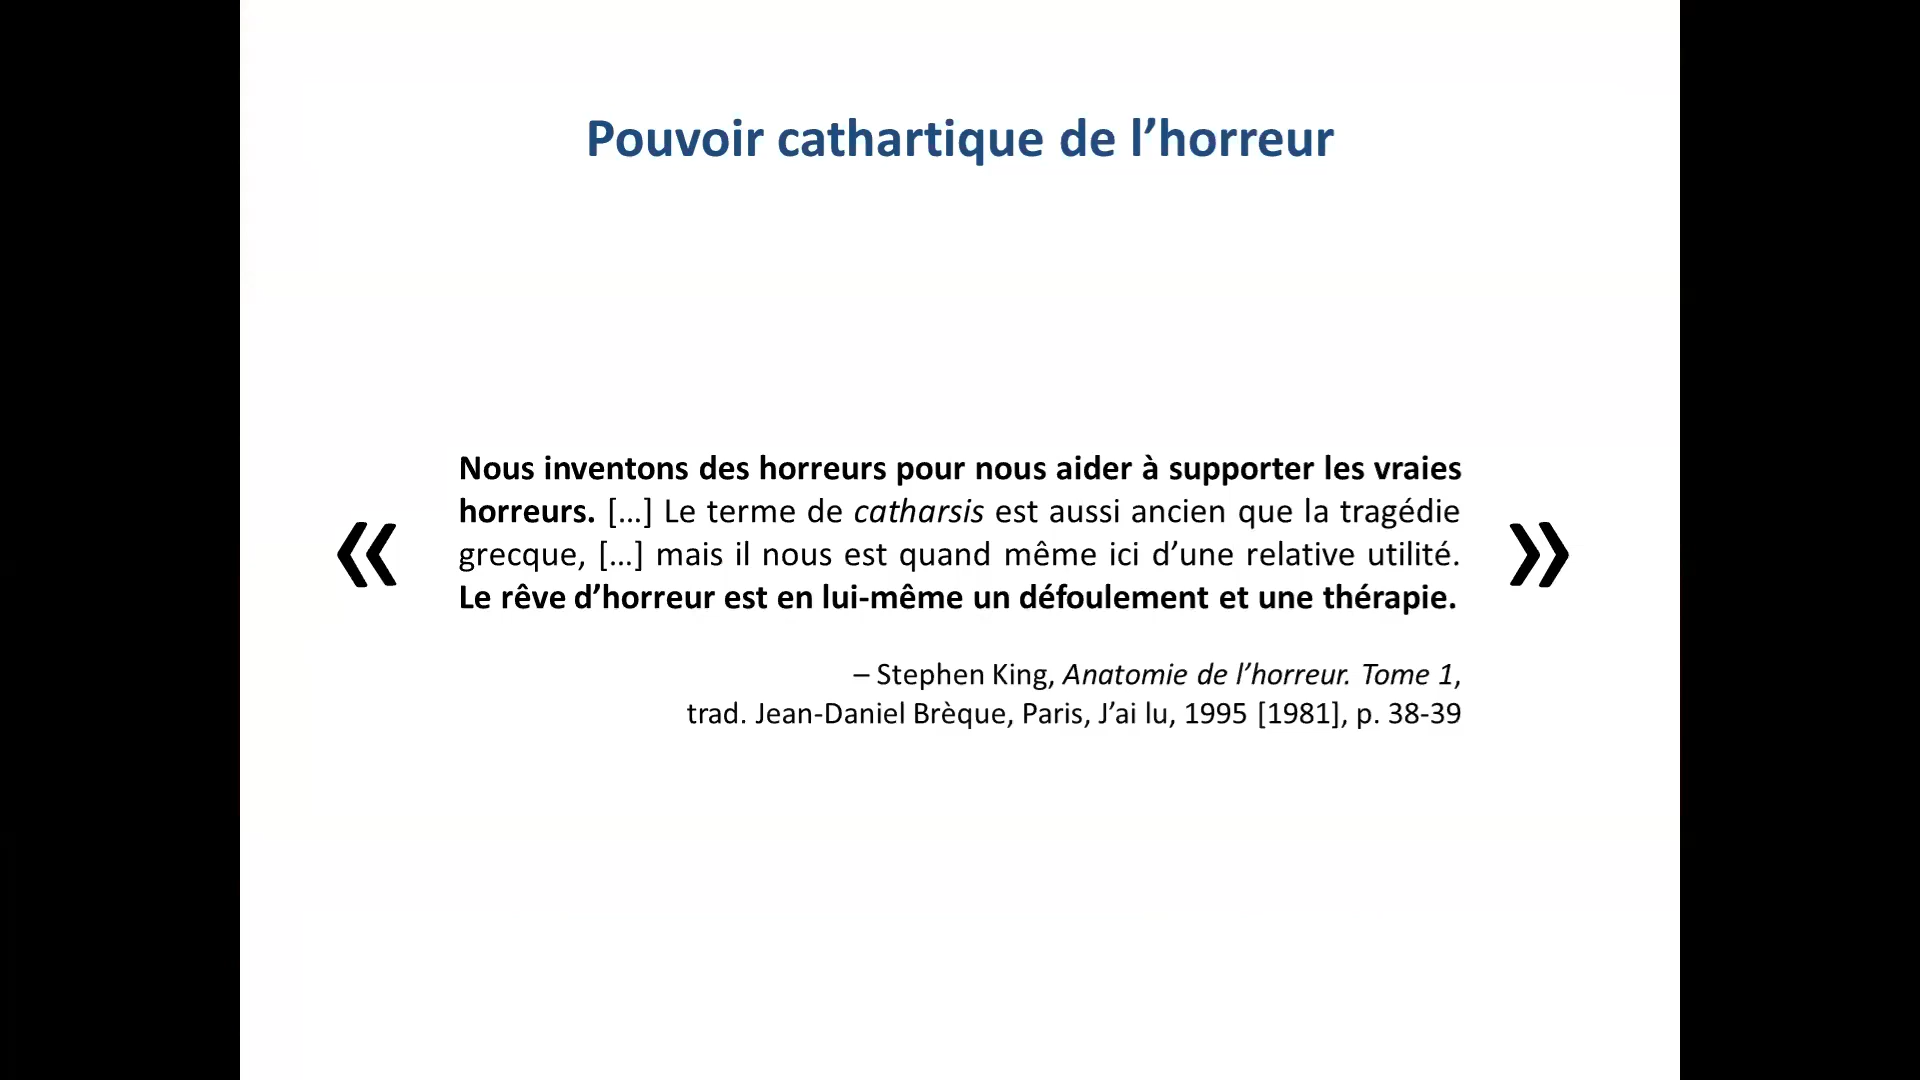 Pouvoir cathartique de l’horreur
Nous inventons des horreurs pour nous aider à supporter les vraies
horreurs. […] Le terme de catharsis est aussi ancien que la tragédie
« grecque, […] mais il nous est quand même ici d’une relative utilité. »
Le rêve d’horreur est en lui-même un défoulement et une thérapie.
– Stephen King, Anatomie de l’horreur. Tome 1,
trad. Jean-Daniel Brèque, Paris, J’ai lu, 1995 [1981], p. 38-39